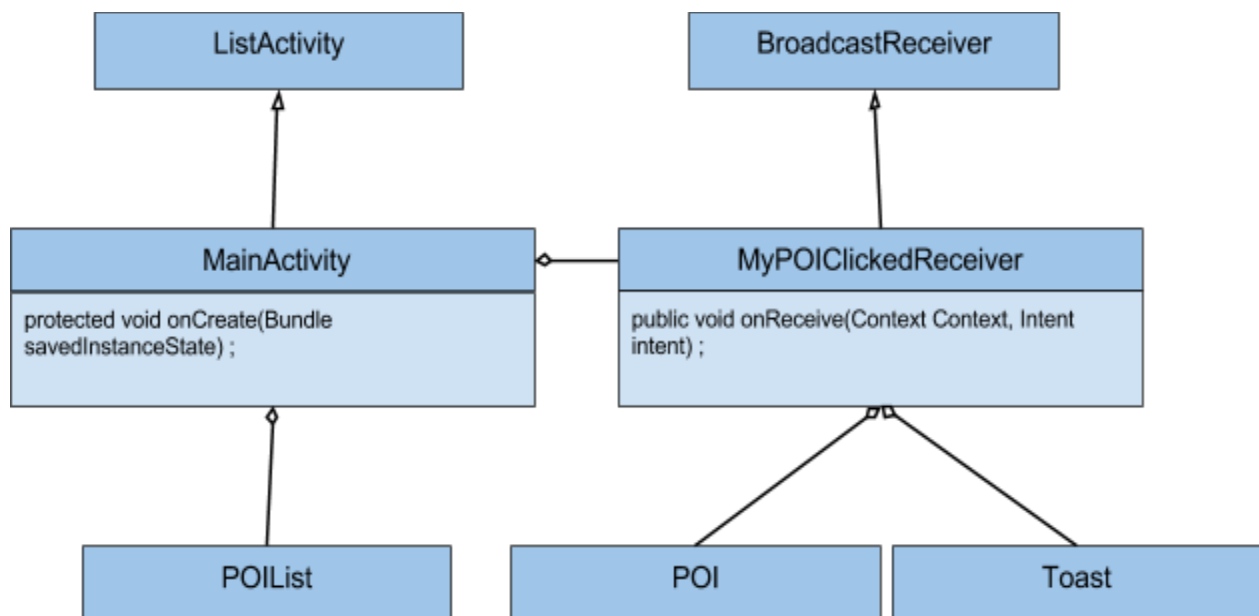 ListActivity
BroadcastReceiver
MainActivity
protected void onCreate(Bundle
savedInstanceState) ;
MyPOIClickedReceiver
public void onReceive(Context Context, Intent
intent) ;
POIList
POI
Toast